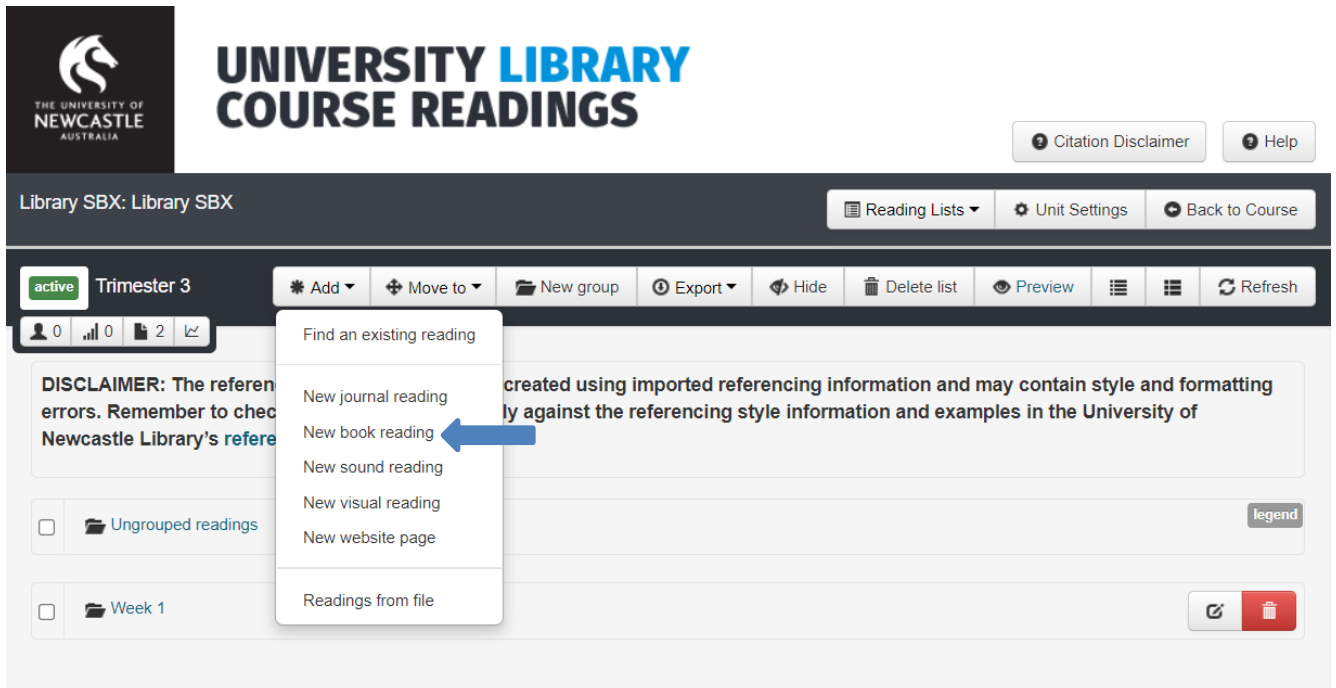 THE UNIVERSITY OF
NEWCASTLE
AUSTRALIA
UNIVERSITY LIBRARY
COURSE READINGS
Citation Disclaimer
Help
Library SBX: Library SBX
Reading Lists
Unit Settings
Back to Course
active
Trimester 3
Add
Move to
New group
Export
Hide
Delete list
Preview
Refresh
0
0
2
Find an existing reading
New journal reading
New book reading
New sound reading
New visual reading
New website page
Readings from file
DISCLAIMER: The referen created using imported referencing information and may contain style and formatting
errors. Remember to chec ly against the referencing style information and examples in the University of
Newcastle Library's refere
Ungrouped readings
legend
Week 1